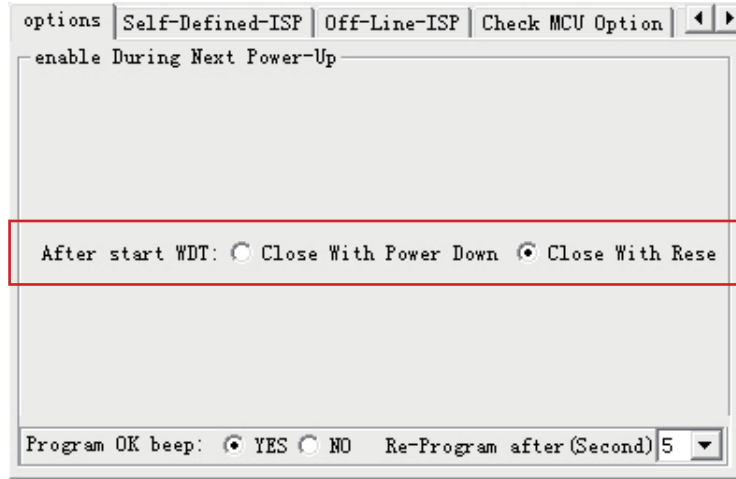 options Self-Defined-ISP Off-Line-ISP Check MCU Option
enable During Next Power-Up
After start WDT: Close With Power Down Close With Rese
Program OK beep: YES NO Re-Program after(Second) 5